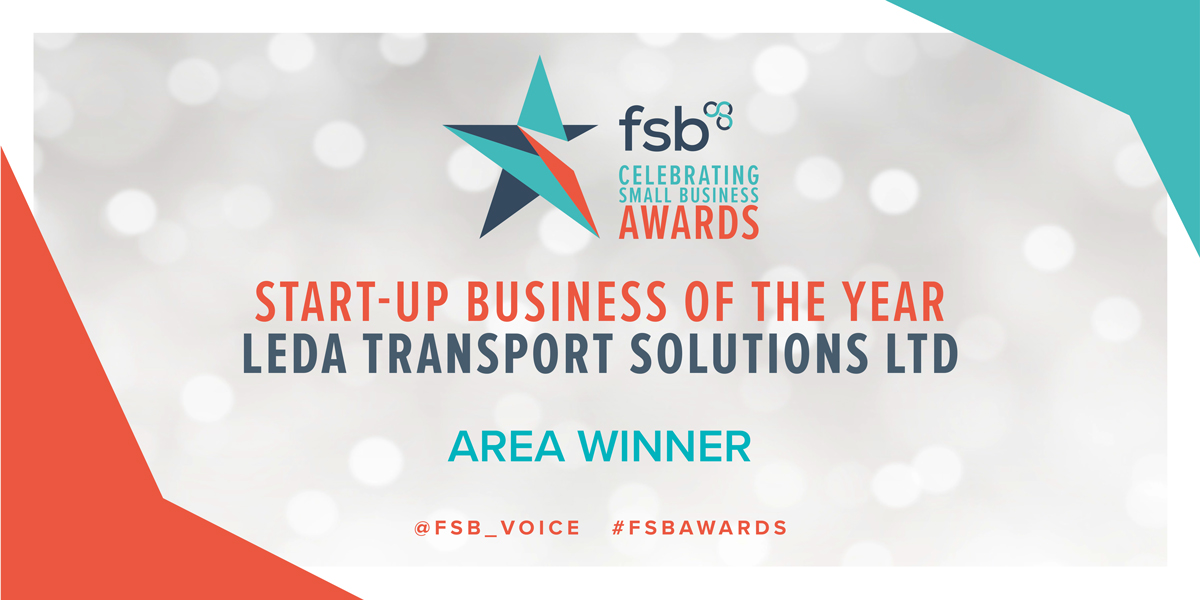 fsb
CELEBRATING
SMALL BUSINESS
AWARDS
START-UP BUSINESS OF THE YEAR
LEDA TRANSPORT SOLUTIONS LTD
AREA WINNER
@FSB_VOICE #FSBAWARDS